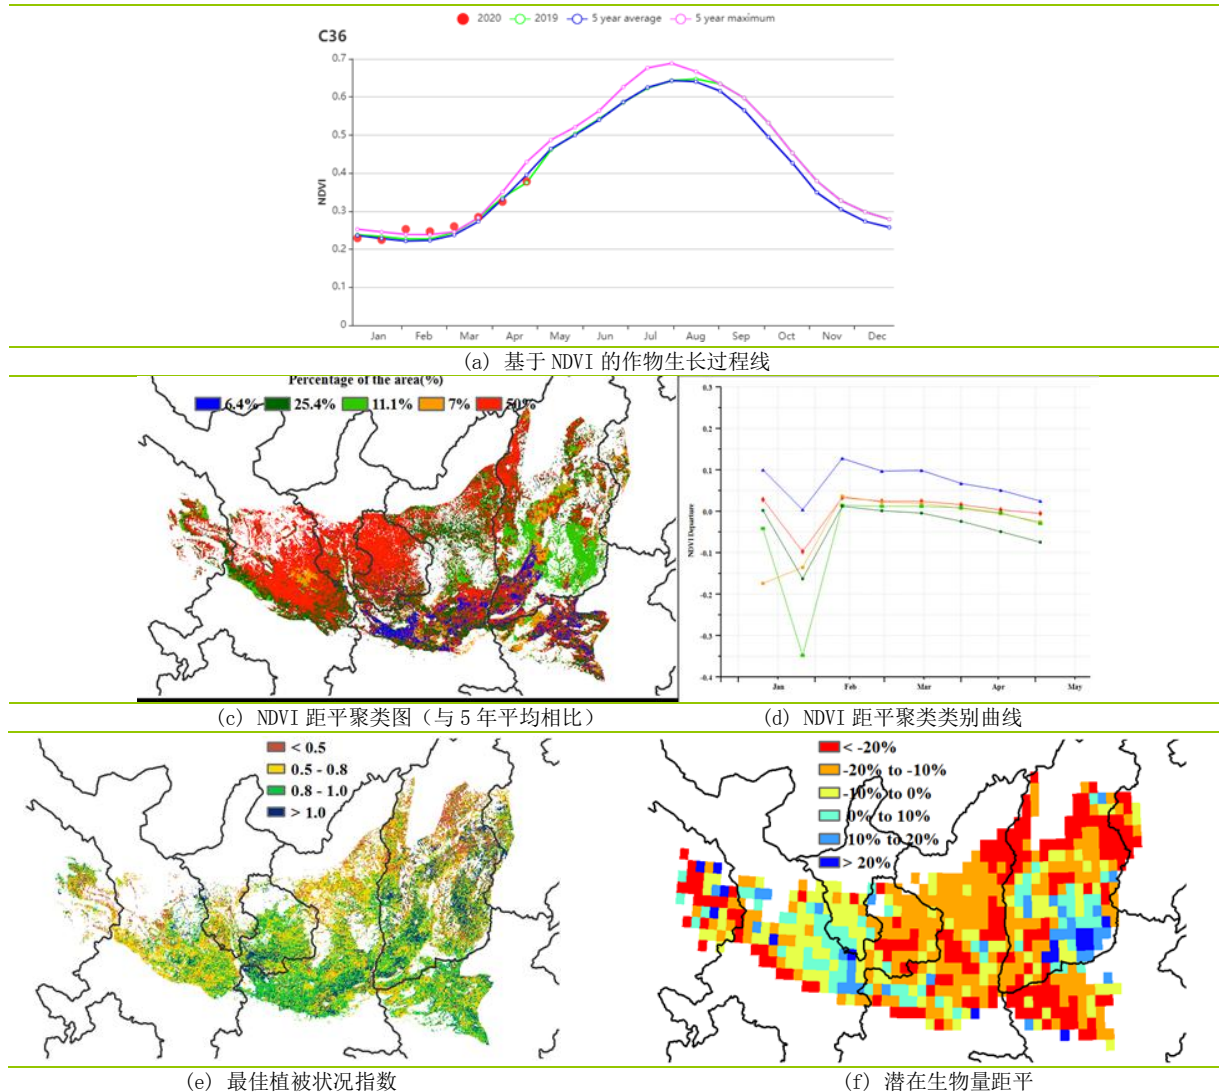 2020 2019 5 year average 5 year maximum
C36
0.7
0.6
0.5
0.4
0.3
0.2
0.1
0
NDVI
Jan Feb Mar Apr May Jun Jul Aug Sep Oct Nov Dec
(a) 基于 NDVI 的作物生长过程线
Percentage of the area(%)
6.4% 25.4% 11.1% 7% 50%
0.3
0.2
0.1
0.0
-0.1
-0.2
-0.3
-0.4
NDVI Departure
Jan Feb Mar Apr May
(c) NDVI 距平聚类图（与 5 年平均相比） (d) NDVI 距平聚类类别曲线
< 0.5
0.5 - 0.8
0.8 - 1.0
> 1.0
< -20%
-20% to -10%
-10% to 0%
0% to 10%
10% to 20%
> 20%
(e) 最佳植被状况指数 (f) 潜在生物量距平